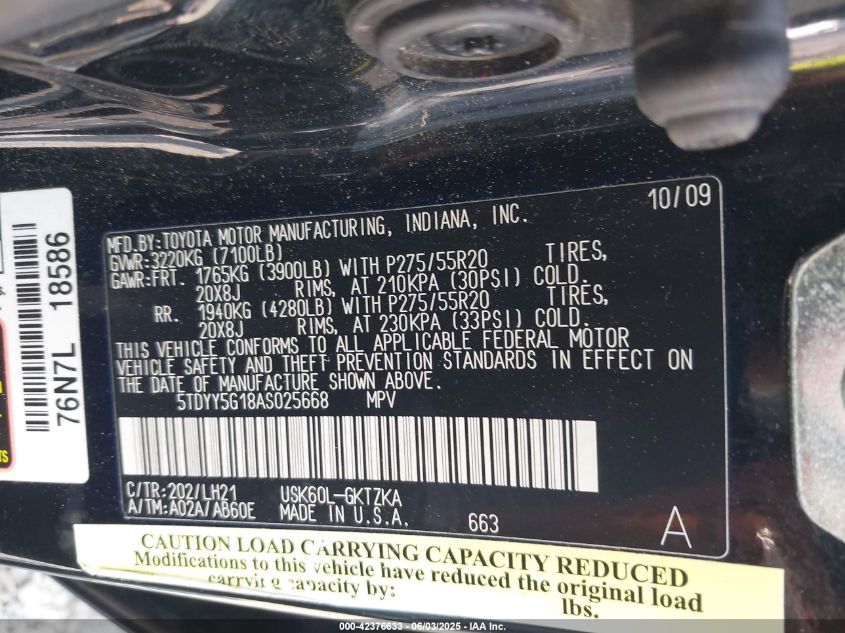 10/09
MFD.BY:TOYOTA MOTOR MANUFACTURING, INDIANA, INC.
GVWR:3220KG (7100LB)
GAWR:FRT. 1765KG (3900LB) WITH P275/55R20 TIRES,
20X8J RIMS, AT 210KPA (30PSI) COLD.
RR. 1940KG (4280LB) WITH P275/55R20 TIRES,
20X8J RIMS, AT 230KPA (33PSI) COLD.
THIS VEHICLE CONFORMS TO ALL APPLICABLE FEDERAL MOTOR
VEHICLE SAFETY AND THEFT PREVENTION STANDARDS IN EFFECT ON
THE DATE OF MANUFACTURE SHOWN ABOVE.
5TDYY5G18AS025668 MPV
C/TR:202/LH21 USK60L-GKTZKA
A/TM:A02A/AB60E MADE IN U.S.A. 663 A
76N7L 18586
CAUTION LOAD CARRYING CAPACITY REDUCED
Modifications to this vehicle have reduced the original load
carrying capacity by: lbs.
000-42376633 - 06/03/2025 - IAA Inc.